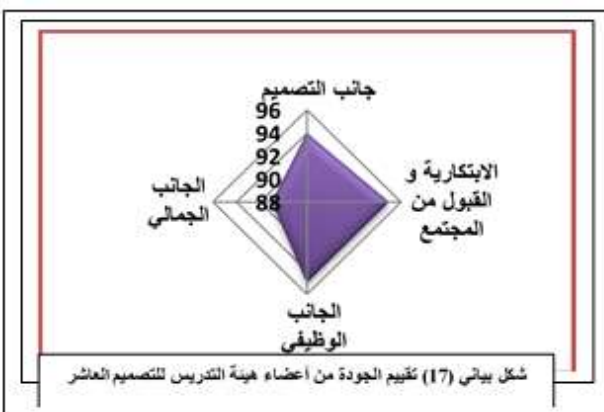 جانب التصميم
96
94
92
90
88
الابتكارية و
القبول من
المجتمع
الجانب
الجمالي
الجانب
الوظيفي
شكل بياني (17) تقييم الجودة من أعضاء هيئة التدريس للتصميم العاشر